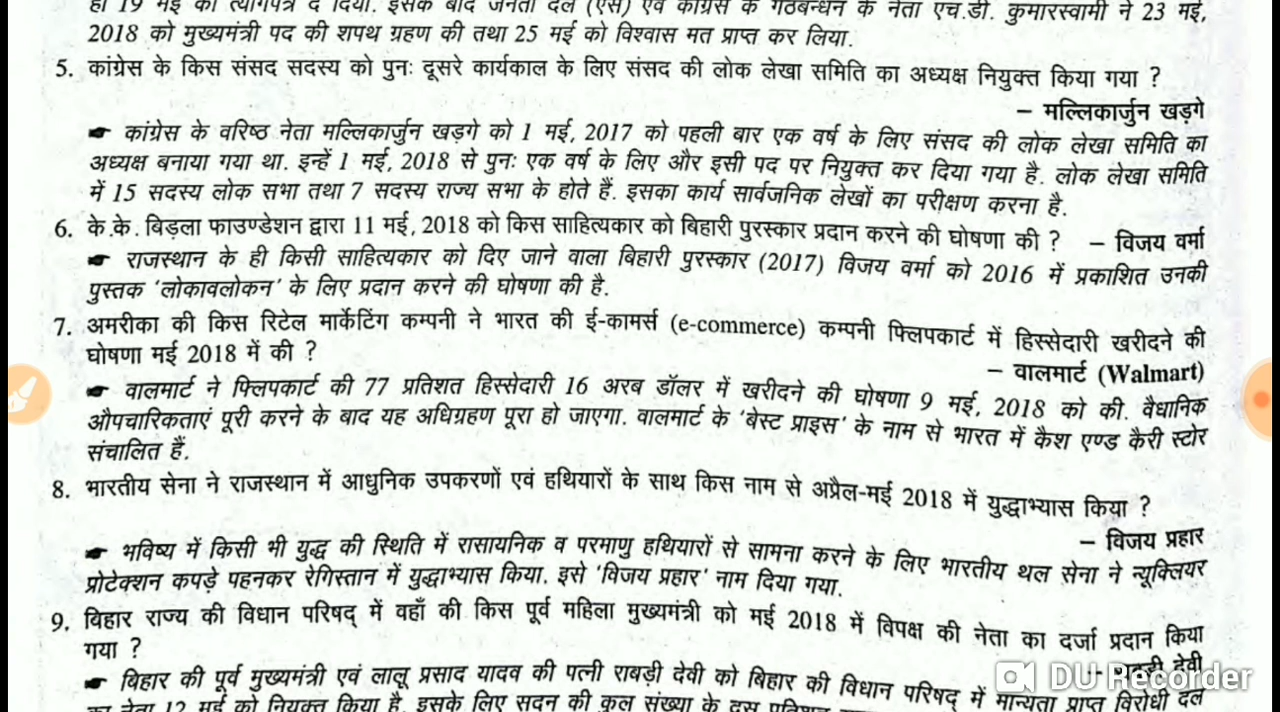 ही 19 मई को त्यागपत्र दे दिया. इसके बाद जनता दल (एस) एवं कांग्रेस के गठबन्धन के नेता एच.डी. कुमारस्वामी ने 23 मई,
2018 को मुख्यमंत्री पद की शपथ ग्रहण की तथा 25 मई को विश्वास मत प्राप्त कर लिया.
5. कांग्रेस के किस संसद सदस्य को पुनः दूसरे कार्यकाल के लिए संसद की लोक लेखा समिति का अध्यक्ष नियुक्त किया गया ?
– मल्लिकार्जुन खड़गे
☛ कांग्रेस के वरिष्ठ नेता मल्लिकार्जुन खड़गे को 1 मई, 2017 को पहली बार एक वर्ष के लिए संसद की लोक लेखा समिति का
अध्यक्ष बनाया गया था. इन्हें 1 मई, 2018 से पुनः एक वर्ष के लिए और इसी पद पर नियुक्त कर दिया गया है. लोक लेखा समिति
में 15 सदस्य लोक सभा तथा 7 सदस्य राज्य सभा के होते हैं. इसका कार्य सार्वजनिक लेखों का परीक्षण करना है.
6. के.के. बिड़ला फाउण्डेशन द्वारा 11 मई, 2018 को किस साहित्यकार को बिहारी पुरस्कार प्रदान करने की घोषणा की ? – विजय वर्मा
☛ राजस्थान के ही किसी साहित्यकार को दिए जाने वाला बिहारी पुरस्कार (2017) विजय वर्मा को 2016 में प्रकाशित उनकी
पुस्तक ‘लोकावलोकन’ के लिए प्रदान करने की घोषणा की है.
7. अमरीका की किस रिटेल मार्केटिंग कम्पनी ने भारत की ई-कामर्स (e-commerce) कम्पनी फ्लिपकार्ट में हिस्सेदारी खरीदने की
घोषणा मई 2018 में की ?
– वालमार्ट (Walmart)
☛ वालमार्ट ने फ्लिपकार्ट की 77 प्रतिशत हिस्सेदारी 16 अरब डॉलर में खरीदने की घोषणा 9 मई, 2018 को की. वैधानिक
औपचारिकताएं पूरी करने के बाद यह अधिग्रहण पूरा हो जाएगा. वालमार्ट के ‘बेस्ट प्राइस’ के नाम से भारत में कैश एण्ड कैरी स्टोर
संचालित हैं.
8. भारतीय सेना ने राजस्थान में आधुनिक उपकरणों एवं हथियारों के साथ किस नाम से अप्रैल-मई 2018 में युद्धाभ्यास किया ?
– विजय प्रहार
☛ भविष्य में किसी भी युद्ध की स्थिति में रासायनिक व परमाणु हथियारों से सामना करने के लिए भारतीय थल सेना ने न्यूक्लियर
प्रोटेक्शन कपड़े पहनकर रेगिस्तान में युद्धाभ्यास किया. इसे ‘विजय प्रहार’ नाम दिया गया.
9. बिहार राज्य की विधान परिषद् में वहाँ की किस पूर्व महिला मुख्यमंत्री को मई 2018 में विपक्ष की नेता का दर्जा प्रदान किया
गया ?
देवी
☛ बिहार की पूर्व मुख्यमंत्री एवं लालू प्रसाद यादव की पत्नी राबड़ी देवी को बिहार की विधान परिषद् में मान्यता प्राप्त विरोधी दल
का नेता 12 मई को नियुक्त किया है. इसके लिए सदन की कुल संख्या के दस
DU Recorder